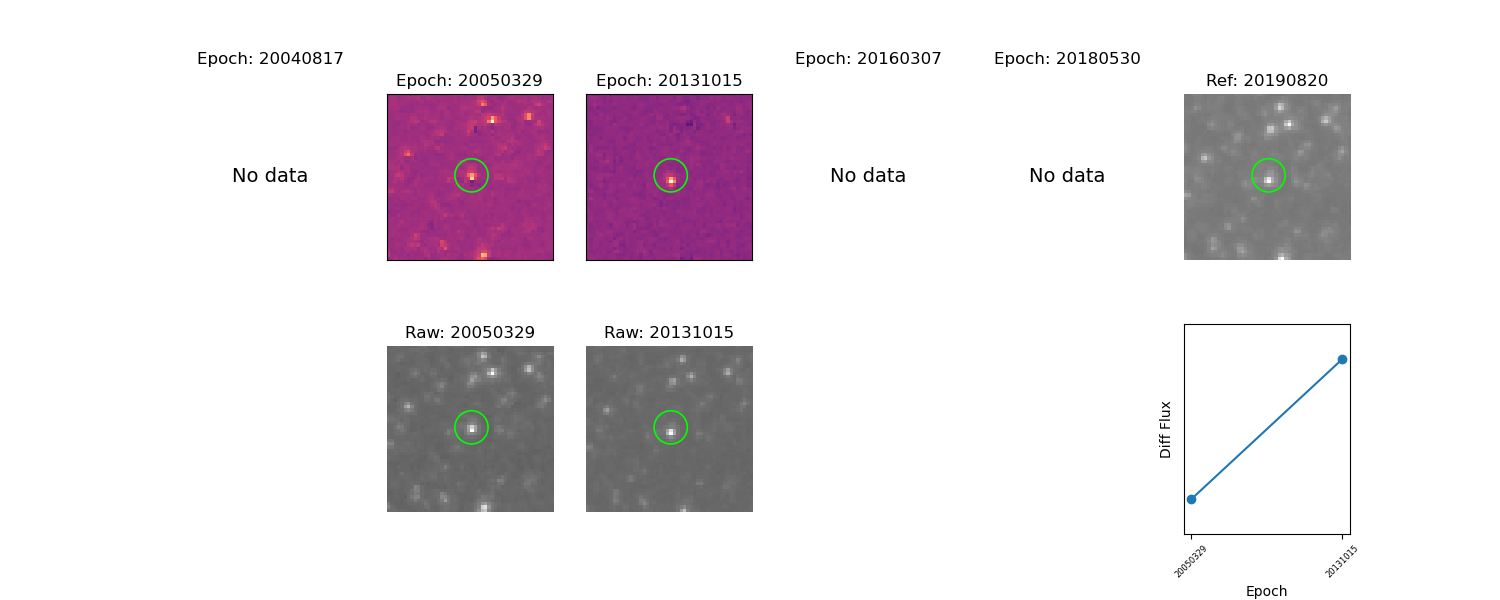 Epoch: 20040817
Epoch: 20160307
Epoch: 20180530
Epoch: 20050329
Epoch: 20131015
Ref: 20190820
No data
No data
No data
Raw: 20050329
Raw: 20131015
Diff Flux
20050329
20131015
Epoch